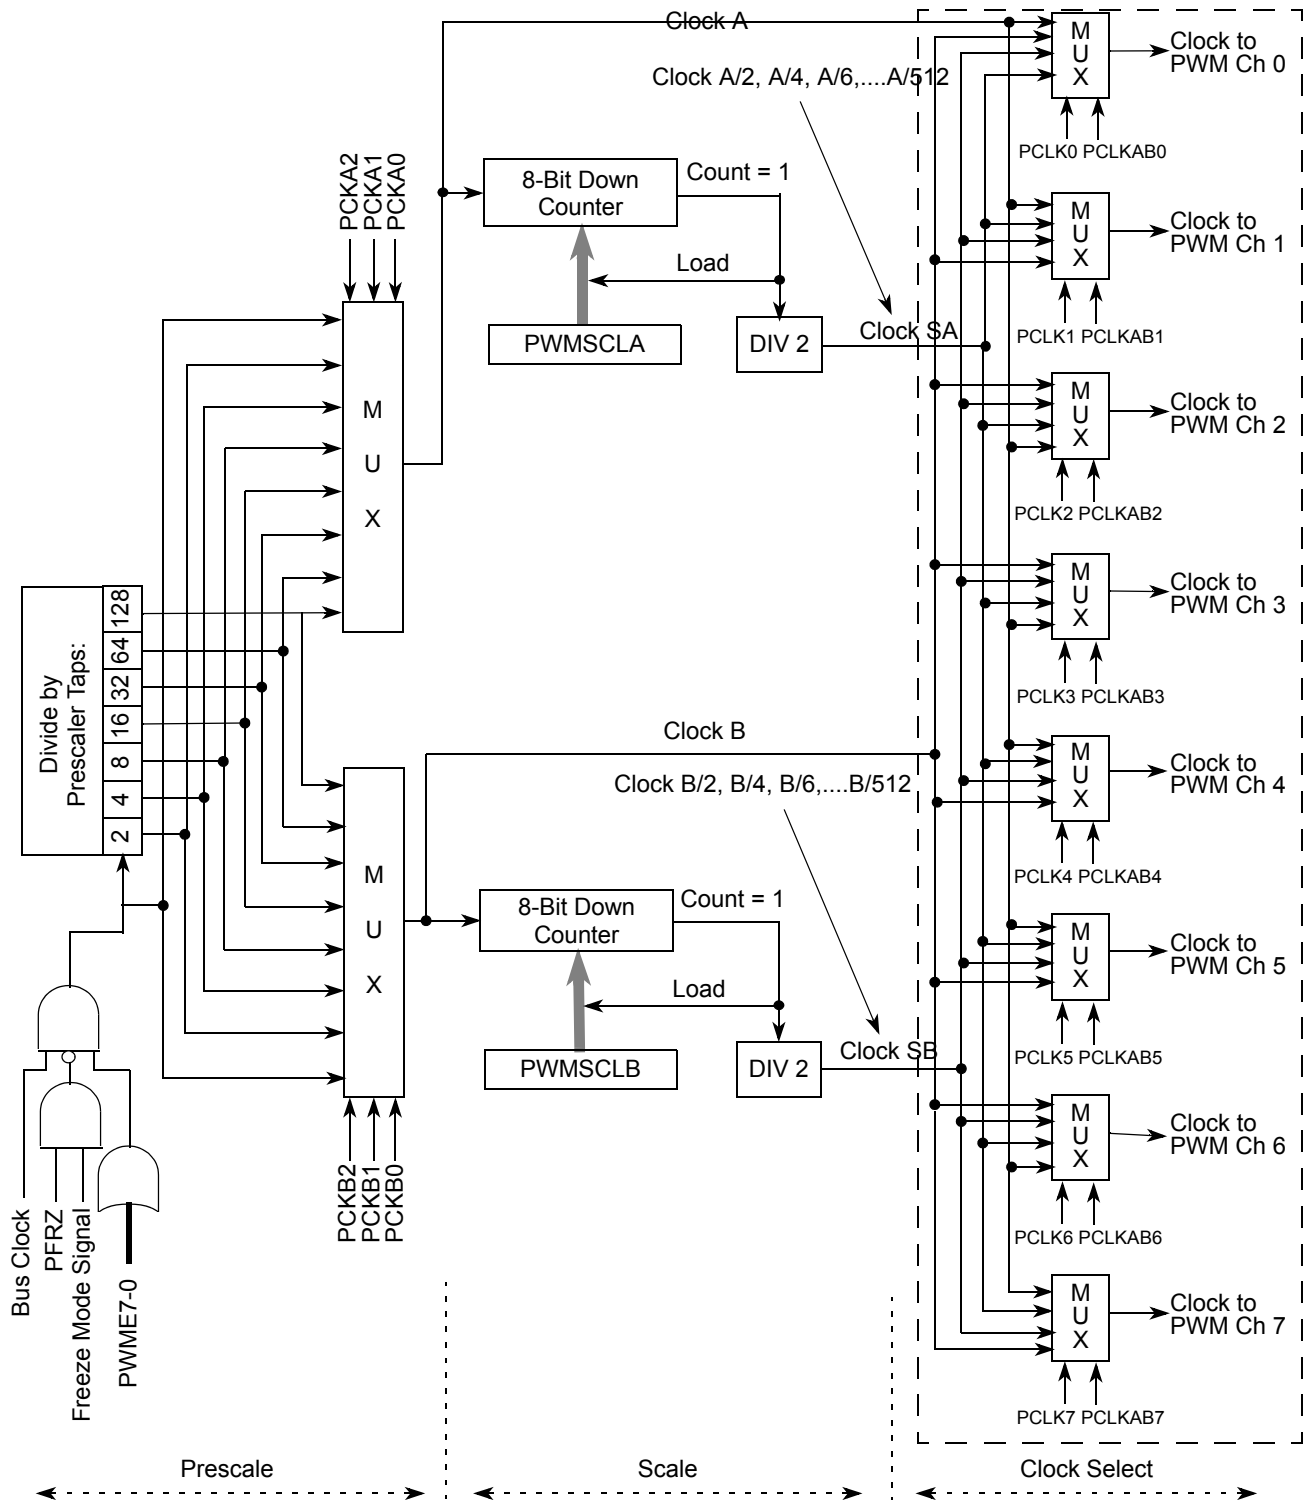 Clock A
Clock A/2, A/4, A/6,....A/512
PCKA2
PCKA1
PCKA0
8-Bit Down
Counter
Count = 1
Load
PWMSCLA
DIV 2
Clock SA
M
U
X
Divide by
Prescaler Taps:
128
64
32
16
8
4
2
Clock B
Clock B/2, B/4, B/6,....B/512
M
U
X
8-Bit Down
Counter
Count = 1
Load
PWMSCLB
DIV 2
Clock SB
PCKB2
PCKB1
PCKB0
Bus Clock
PFRZ
Freeze Mode Signal
PWME7-0
M
U
X
Clock to
PWM Ch 0
PCLK0 PCLKAB0
M
U
X
Clock to
PWM Ch 1
PCLK1 PCLKAB1
M
U
X
Clock to
PWM Ch 2
PCLK2 PCLKAB2
M
U
X
Clock to
PWM Ch 3
PCLK3 PCLKAB3
M
U
X
Clock to
PWM Ch 4
PCLK4 PCLKAB4
M
U
X
Clock to
PWM Ch 5
PCLK5 PCLKAB5
M
U
X
Clock to
PWM Ch 6
PCLK6 PCLKAB6
M
U
X
Clock to
PWM Ch 7
PCLK7 PCLKAB7
Prescale
Scale
Clock Select